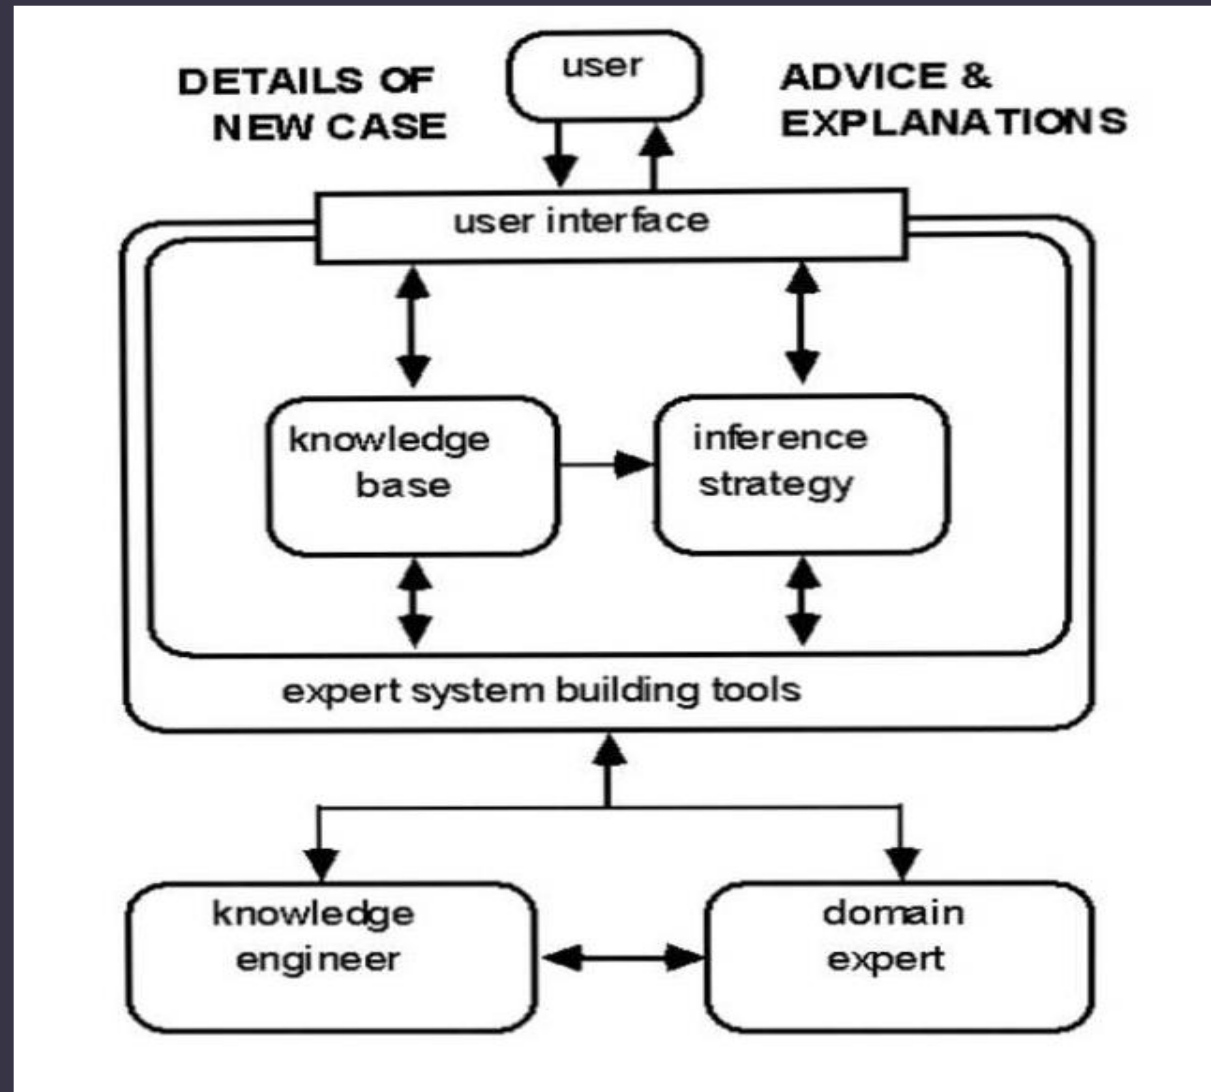 user
DETAILS OF
NEW CASE
ADVICE &
EXPLANATIONS
user interface
knowledge
base
inference
strategy
expert system building tools
knowledge
engineer
domain
expert